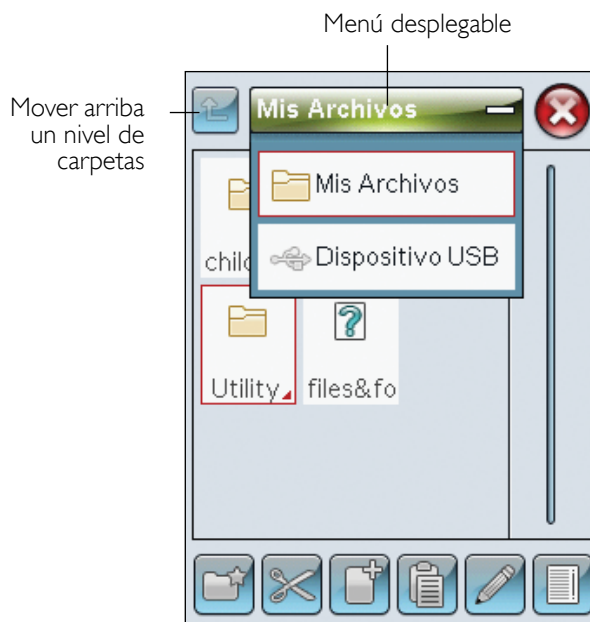 Menú desplegable
Mover arriba
un nivel de
carpetas
Mis Archivos
Mis Archivos
Dispositivo USB
Utility
files&fo